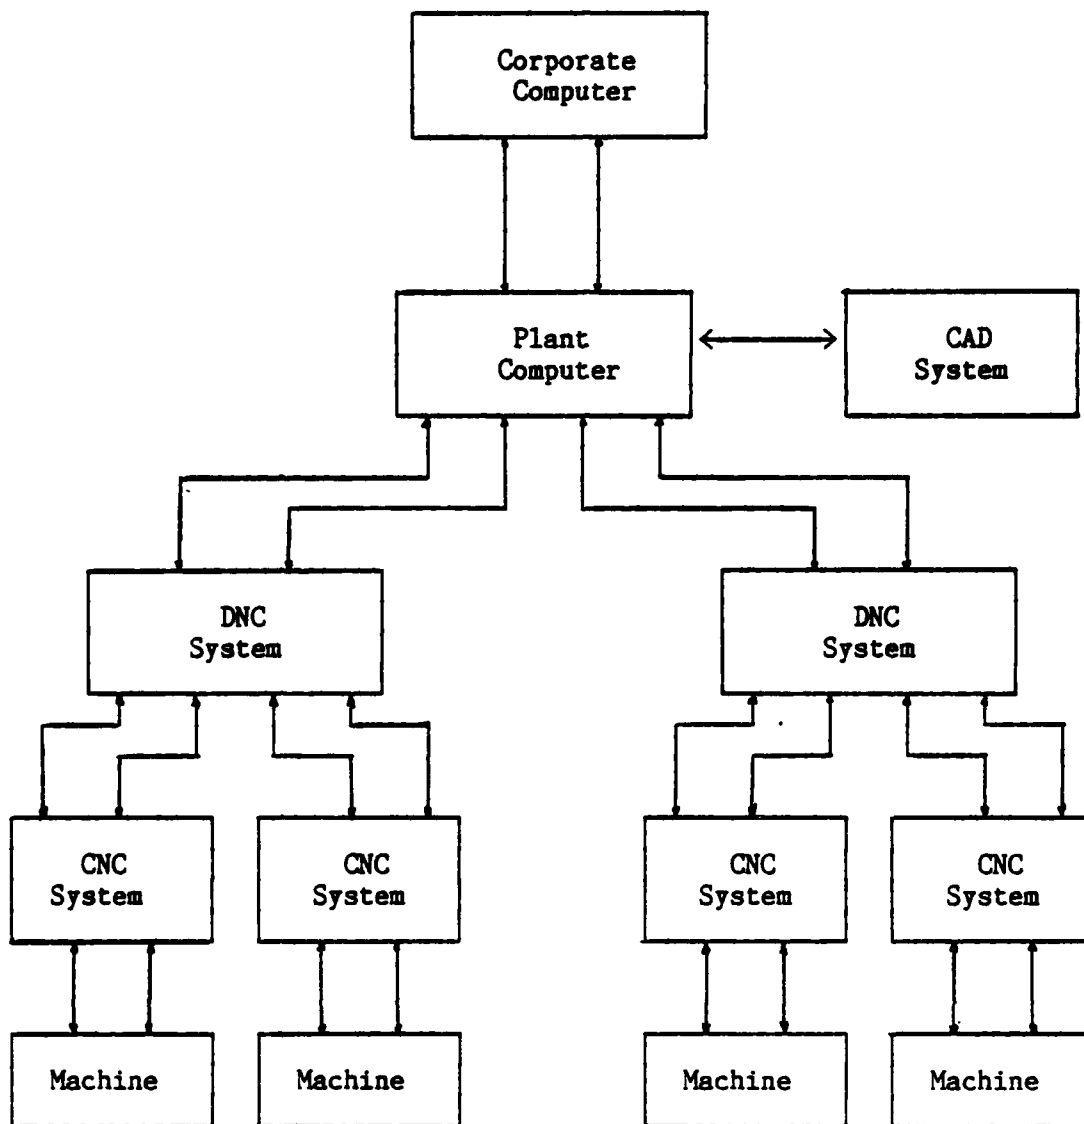 Corporate
Computer
Plant
Computer
CAD
System
DNC
System
DNC
System
CNC
System
CNC
System
CNC
System
CNC
System
Machine
Machine
Machine
Machine